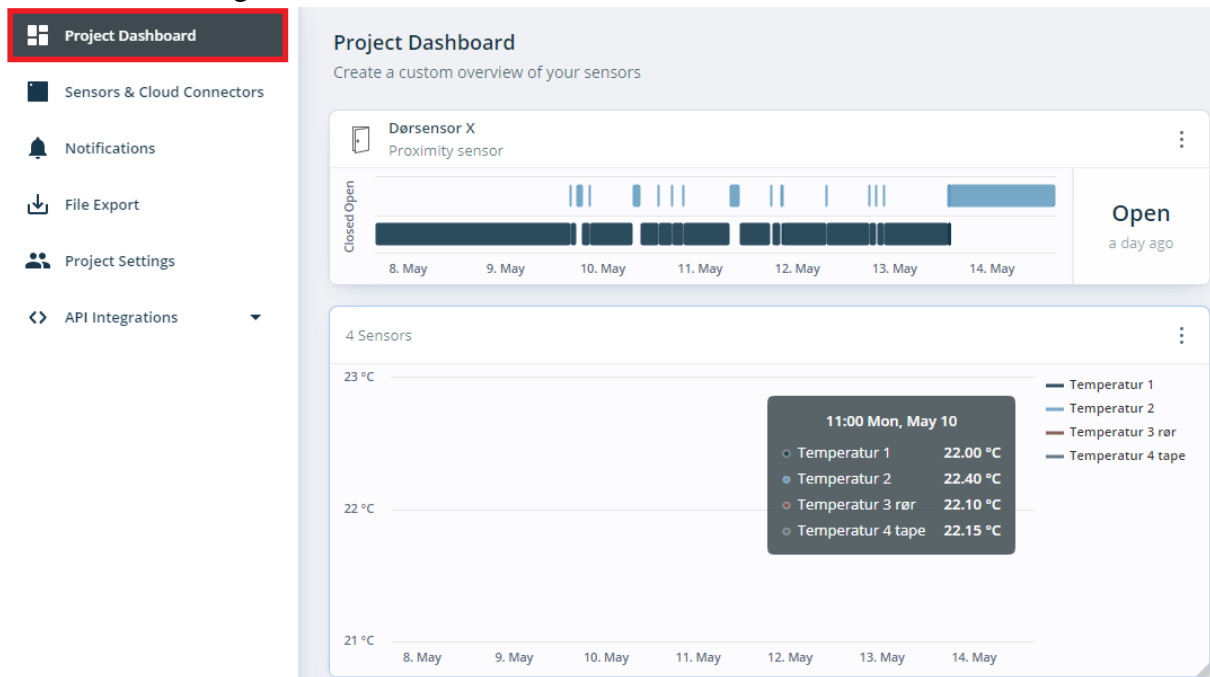 Project Dashboard
Sensors & Cloud Connectors
Notifications
File Export
Project Settings
API Integrations
Project Dashboard
Create a custom overview of your sensors
Dørsensor X
Proximity sensor
Open
Closed
8. May 9. May 10. May 11. May 12. May 13. May 14. May
Open
a day ago
4 Sensors
23 °C
22 °C
21 °C
11:00 Mon, May 10
Temperatur 1 22.00 °C
Temperatur 2 22.40 °C
Temperatur 3 rør 22.10 °C
Temperatur 4 tape 22.15 °C
Temperatur 1
Temperatur 2
Temperatur 3 rør
Temperatur 4 tape
8. May 9. May 10. May 11. May 12. May 13. May 14. May